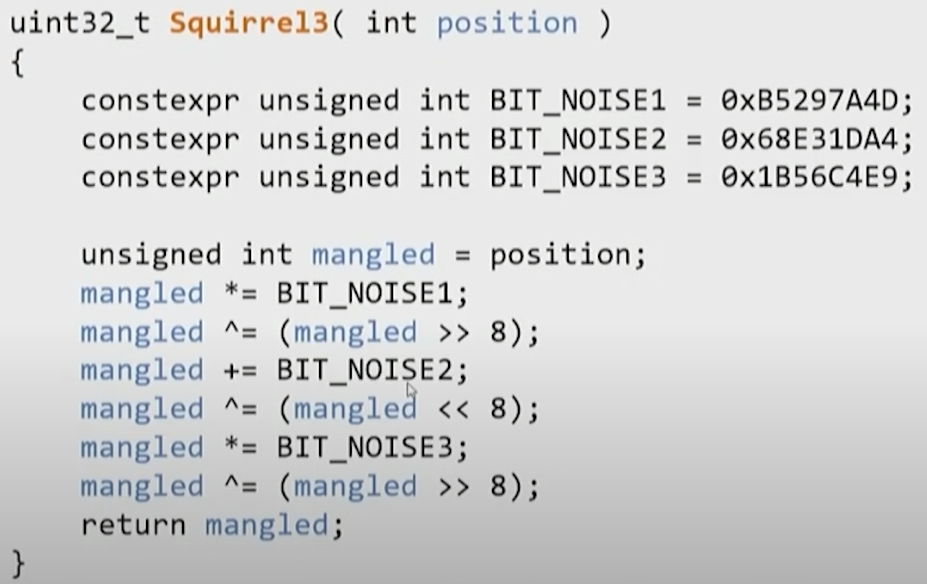 uint32_t Squirrel3( int position )
{
    constexpr unsigned int BIT_NOISE1 = 0xB5297A4D;
    constexpr unsigned int BIT_NOISE2 = 0x68E31DA4;
    constexpr unsigned int BIT_NOISE3 = 0x1B56C4E9;

    unsigned int mangled = position;
    mangled *= BIT_NOISE1;
    mangled ^= (mangled >> 8);
    mangled += BIT_NOISE2;
    mangled ^= (mangled << 8);
    mangled *= BIT_NOISE3;
    mangled ^= (mangled >> 8);
    return mangled;
}